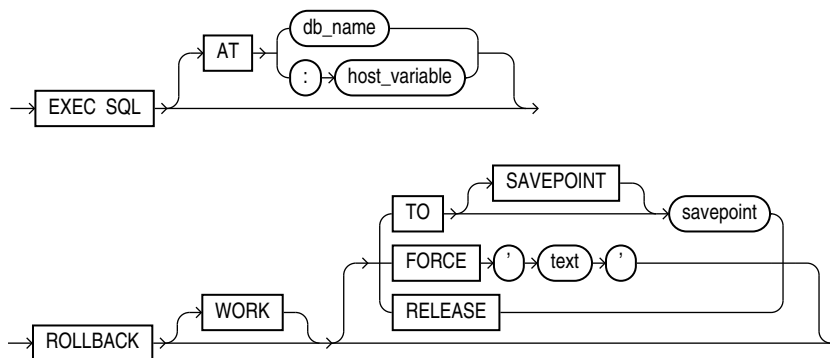 db_name
AT
: host_variable
EXEC SQL
SAVEPOINT
TO savepoint
FORCE ' text '
WORK RELEASE
ROLLBACK